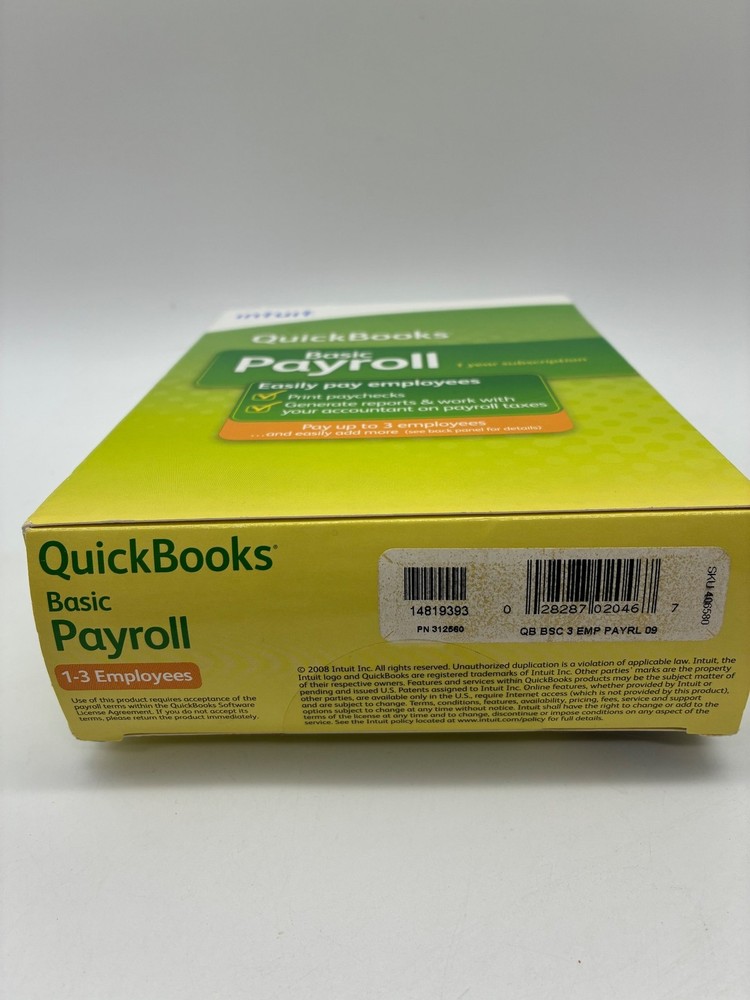 intuit
QuickBooks
Basic
Payroll
1 year subscription
Easily pay employees
Print paychecks
Generate reports & work with
your accountant on payroll taxes
Pay up to 3 employees
...and easily add more (see back panel for details)
QuickBooks®
Basic
Payroll
1-3 Employees
Use of this product requires acceptance of the
payroll terms within the QuickBooks Software
License Agreement. If you do not accept its
terms, please return the product immediately.
14819393
PN 312560
0 28287 02046 7
QB BSC 3 EMP PAYRL 09
SKU
© 2008 Intuit Inc. All rights reserved. Unauthorized duplication is a violation of applicable law. Intuit, the
Intuit logo and QuickBooks are registered trademarks of Intuit Inc. Other parties' marks are the property
of their respective owners. Features and services within QuickBooks products may be the subject matter of
pending and issued U.S. Patents assigned to Intuit Inc. Online features, whether provided by Intuit or
other parties, are available only in the U.S., require Internet access (which is not provided by this product),
and are subject to change. Terms, conditions, features, availability, pricing, fees, service and support
options subject to change at any time without notice. Intuit shall have the right to change or add to the
terms of the license at any time and to change, discontinue or impose conditions on any aspect of the
service. See the Intuit policy located at www.intuit.com/policy for full details.